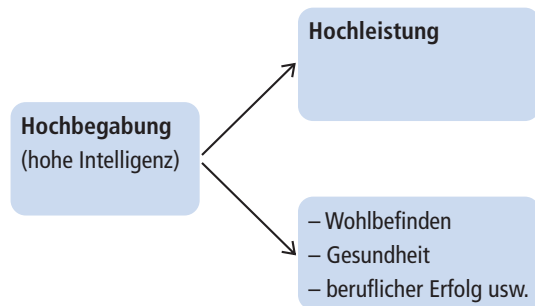 Hochleistung
Hochbegabung
(hohe Intelligenz)
– Wohlbefinden
– Gesundheit
– beruflicher Erfolg usw.